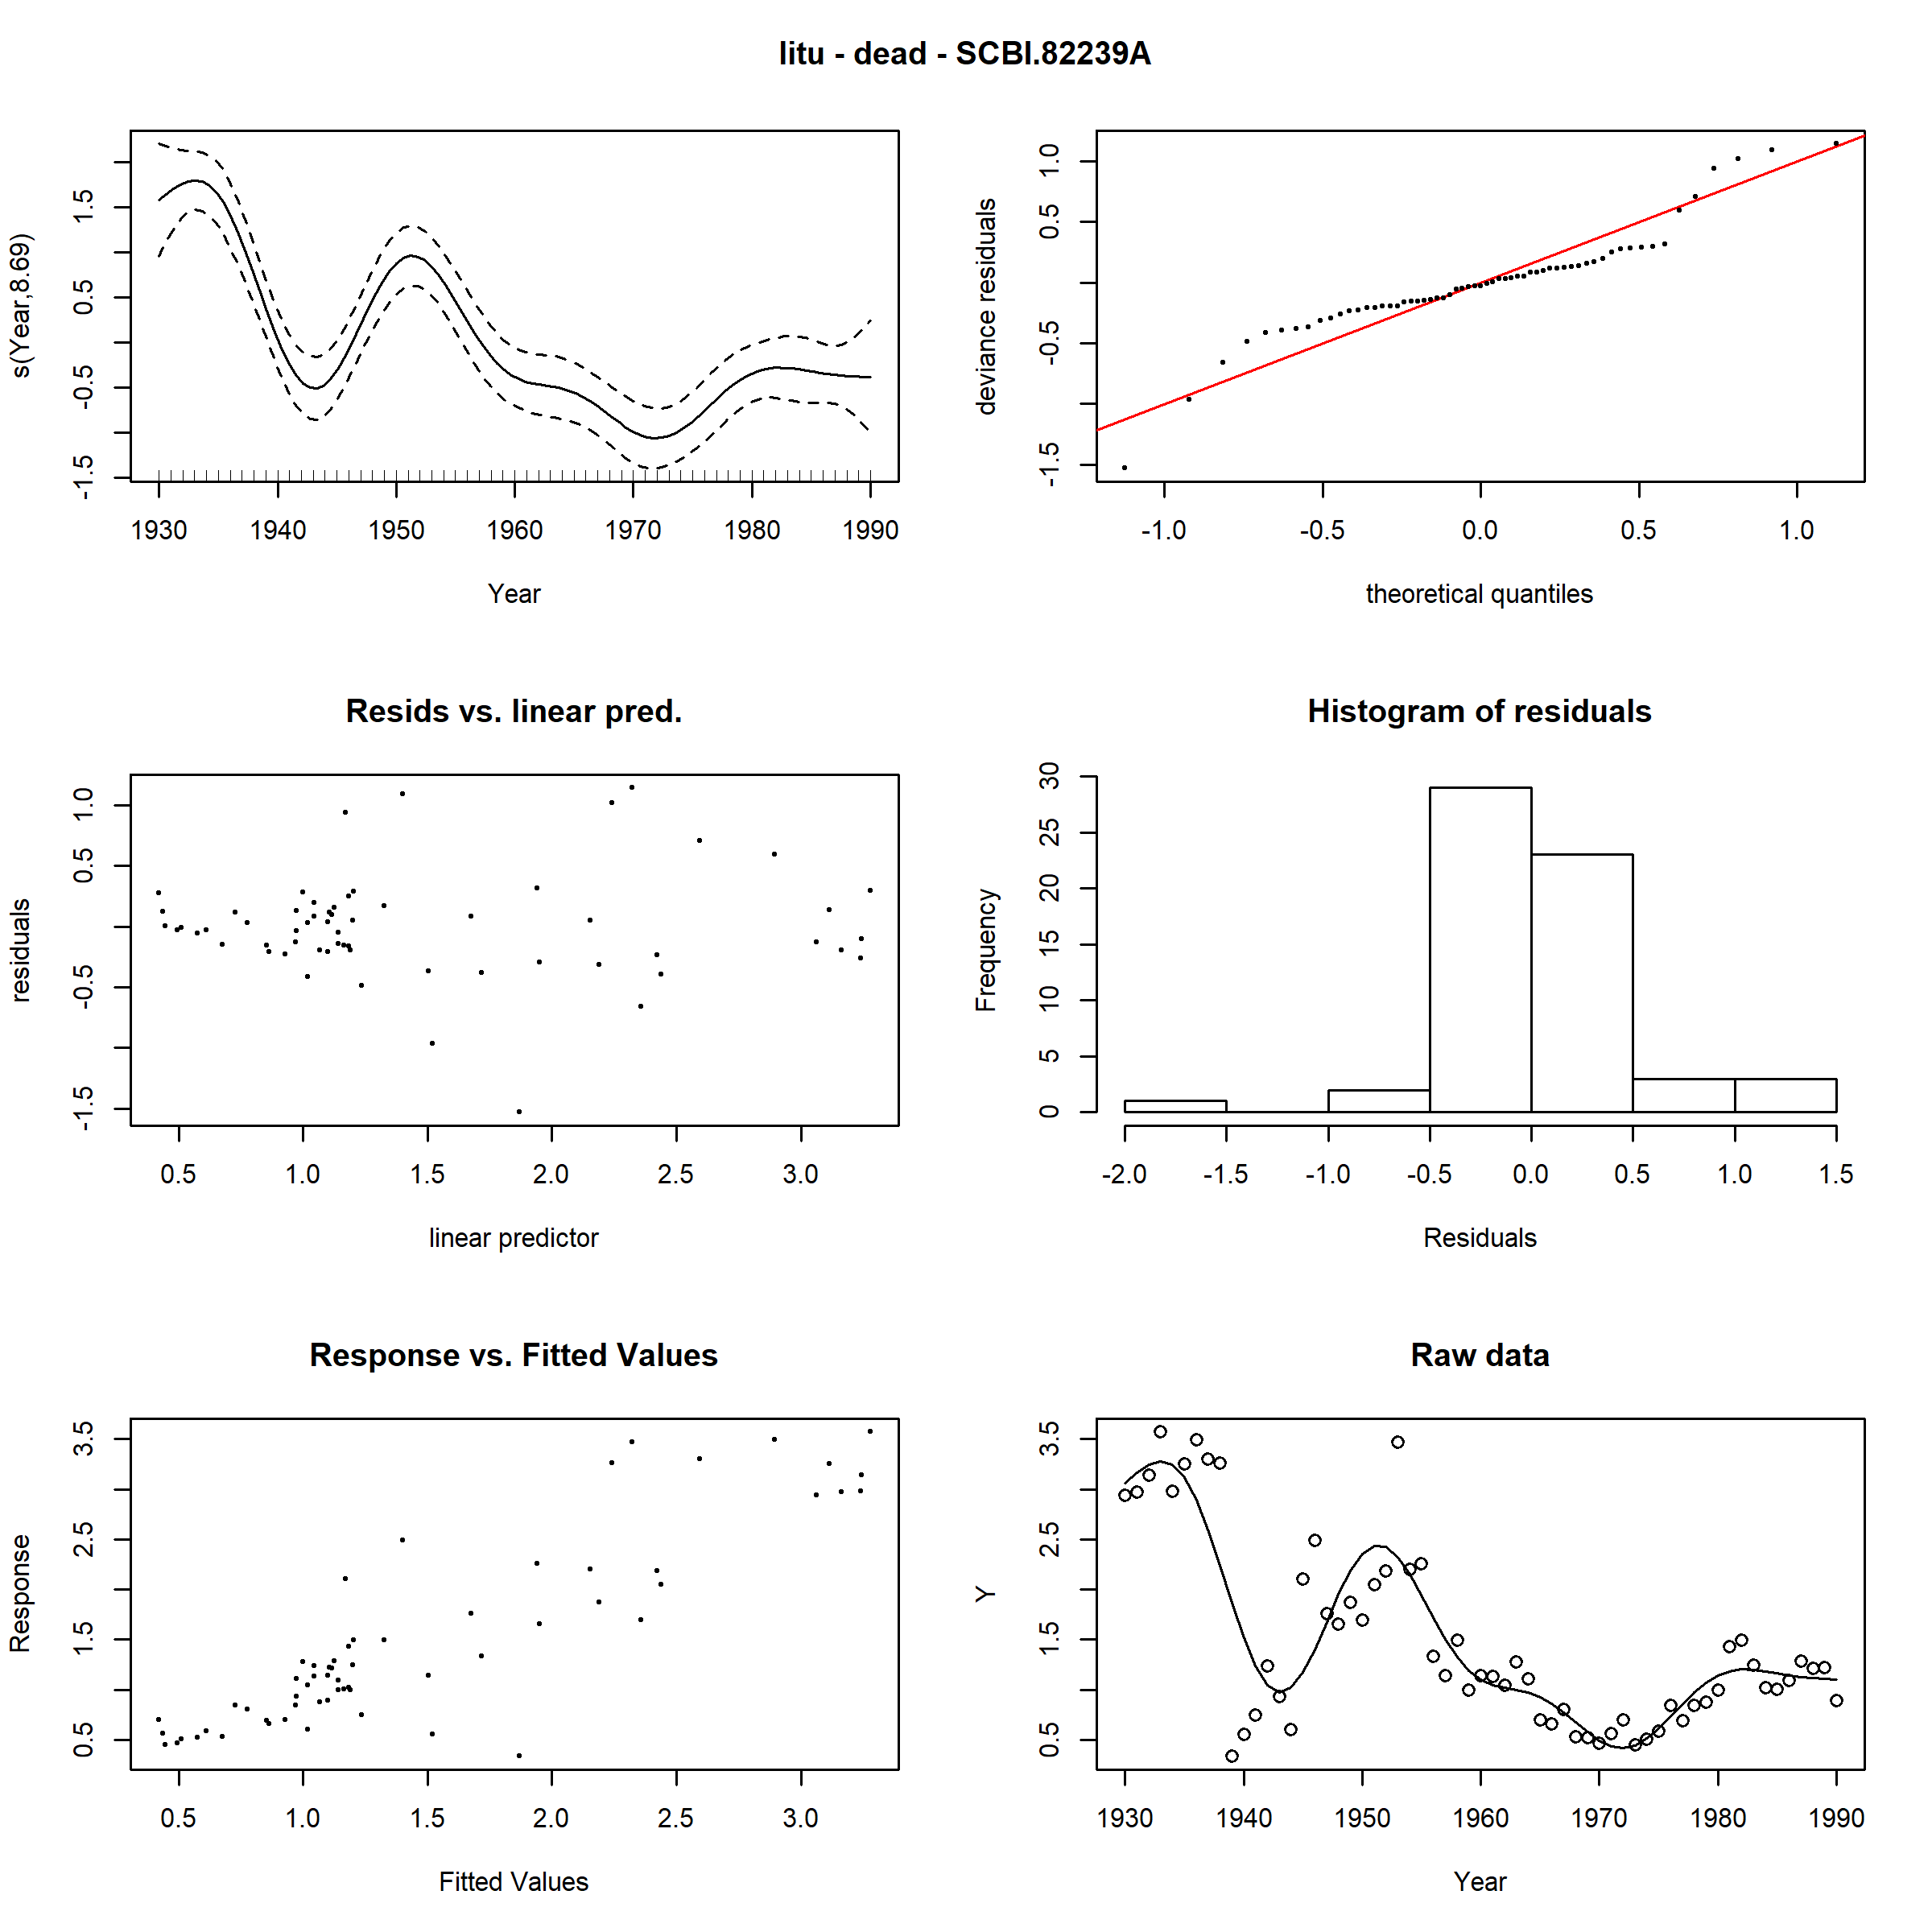 litu - dead - SCBI.82239A
s(Year,8.69)
-1.5 -0.5 0.5 1.5
1930 1940 1950 1960 1970 1980 1990
Year
deviance residuals
-1.5 -0.5 0.5 1.0
-1.0 -0.5 0.0 0.5 1.0
theoretical quantiles
Resids vs. linear pred.
residuals
-1.5 -0.5 0.5 1.0
0.5 1.0 1.5 2.0 2.5 3.0
linear predictor
Histogram of residuals
Frequency
0 5 10 15 20 25 30
-2.0 -1.5 -1.0 -0.5 0.0 0.5 1.0 1.5
Residuals
Response vs. Fitted Values
Response
0.5 1.5 2.5 3.5
0.5 1.0 1.5 2.0 2.5 3.0
Fitted Values
Raw data
Y
0.5 1.5 2.5 3.5
1930 1940 1950 1960 1970 1980 1990
Year